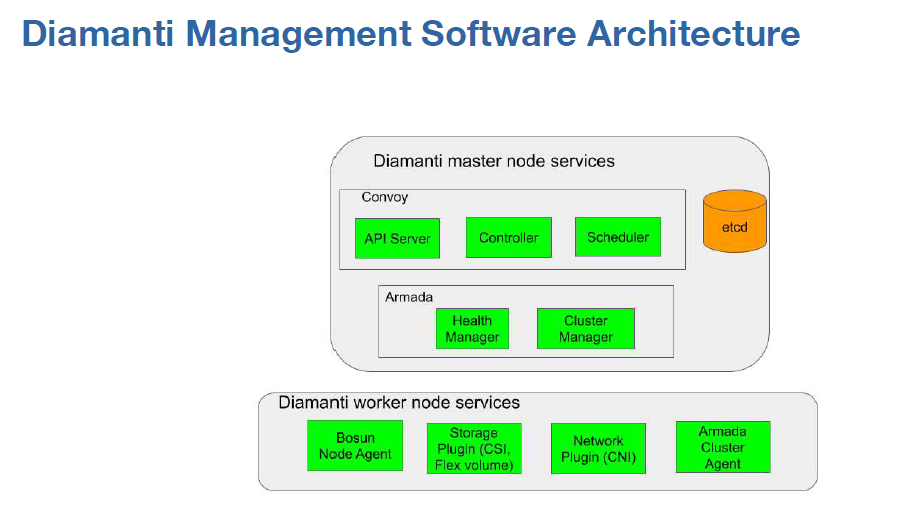 Diamanti Management Software Architecture
Diamanti master node services
Convoy
API Server
Controller
Scheduler
etcd
Armada
Health
Manager
Cluster
Manager
Diamanti worker node services
Bosun
Node Agent
Storage
Plugin (CSI,
Flex volume)
Network
Plugin (CNI)
Armada
Cluster
Agent